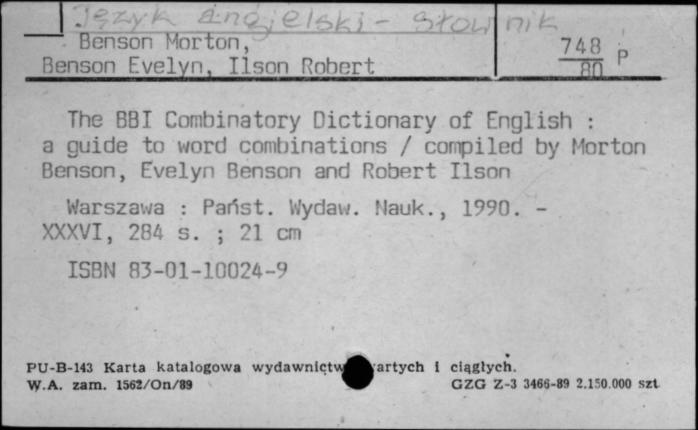 Język angielski - słownik
Benson Morton,
Benson Evelyn, Ilson Robert
748 P
80
The BBI Combinatory Dictionary of English :
a guide to word combinations / compiled by Morton
Benson, Evelyn Benson and Robert Ilson
Warszawa : Państ. Wydaw. Nauk., 1990. -
XXXVI, 284 s. ; 21 cm
ISBN 83-01-10024-9
PU-B-143 Karta katalogowa wydawnictw artych i ciągłych.
W.A. zam. 1562/On/89 GZG Z-3 3466-89 2.150.000 szt